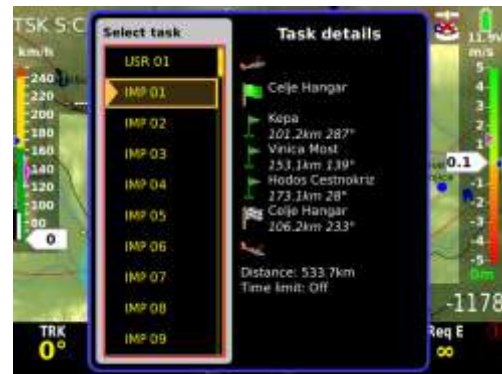 TSK S:C
Select task
Task details
km/h
240
220
200
180
160
140
120
100
80
0
TRK
0°
USR 01
IMP 01
IMP 02
IMP 03
IMP 04
IMP 05
IMP 06
IMP 07
IMP 08
IMP 09
Celje Hangar
Kepa
101.2km 287°
Vinica Most
153.1km 139°
Hodos Cestnokriz
173.1km 28°
Celje Hangar
106.2km 233°
Distance: 533.7km
Time limit: Off
11.9V
m/s
5
4
3
2
1
0.1
-1
-2
-3
-4
-5
0m
-1178
Req E
∞